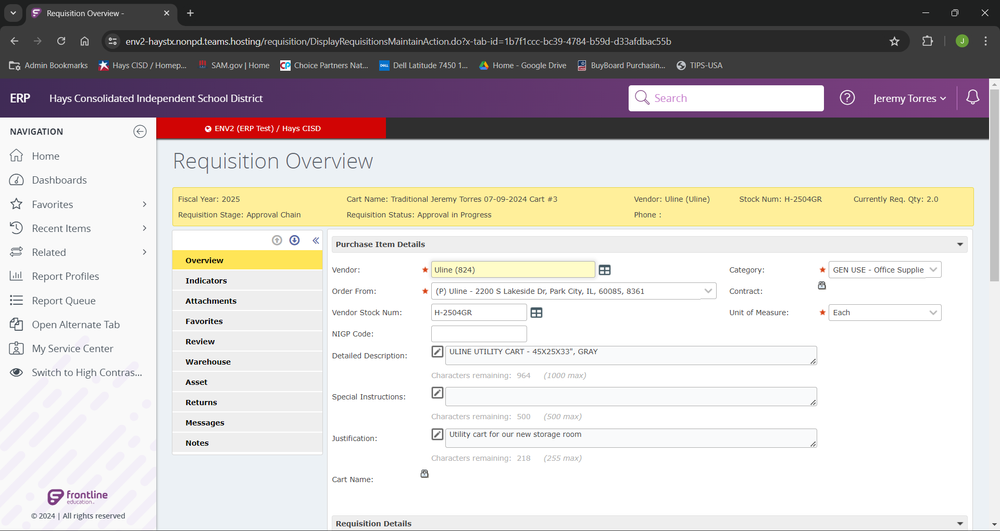 Requisition Overview -
env2-haystx.nonpd.teams.hosting/requisition/DisplayRequisitionsMaintainAction.do?x-tab-id=1b7f1ccc-bc39-4784-b59d-d33afdbac55b
J
Admin Bookmarks
Hays CISD / Homep...
SAM.gov | Home
Choice Partners Nat...
Dell Latitude 7450 1...
Home - Google Drive
BuyBoard Purchasin...
TIPS-USA
ERP
Hays Consolidated Independent School District
Search
Jeremy Torres
NAVIGATION
ENV2 (ERP Test) / Hays CISD
Home
Dashboards
Favorites
Recent Items
Related
Report Profiles
Report Queue
Open Alternate Tab
My Service Center
Switch to High Contras...
frontline
education
© 2024 | All rights reserved
Requisition Overview
Fiscal Year: 2025
Cart Name: Traditional Jeremy Torres 07-09-2024 Cart #3
Vendor: Uline (Uline)
Stock Num: H-2504GR
Currently Req. Qty: 2.0
Requisition Stage: Approval Chain
Requisition Status: Approval in Progress
Phone :
Overview
Indicators
Attachments
Favorites
Review
Warehouse
Asset
Returns
Messages
Notes
Purchase Item Details
Vendor:
Uline (824)
Category:
GEN USE - Office Supplie
Order From:
(P) Uline - 2200 S Lakeside Dr, Park City, IL, 60085, 8361
Contract:
Vendor Stock Num:
H-2504GR
Unit of Measure:
Each
NIGP Code:
Detailed Description:
ULINE UTILITY CART - 45X25X33", GRAY
Characters remaining: 964 (1000 max)
Special Instructions:
Characters remaining: 500 (500 max)
Justification:
Utility cart for our new storage room
Characters remaining: 218 (255 max)
Cart Name:
Requisition Details